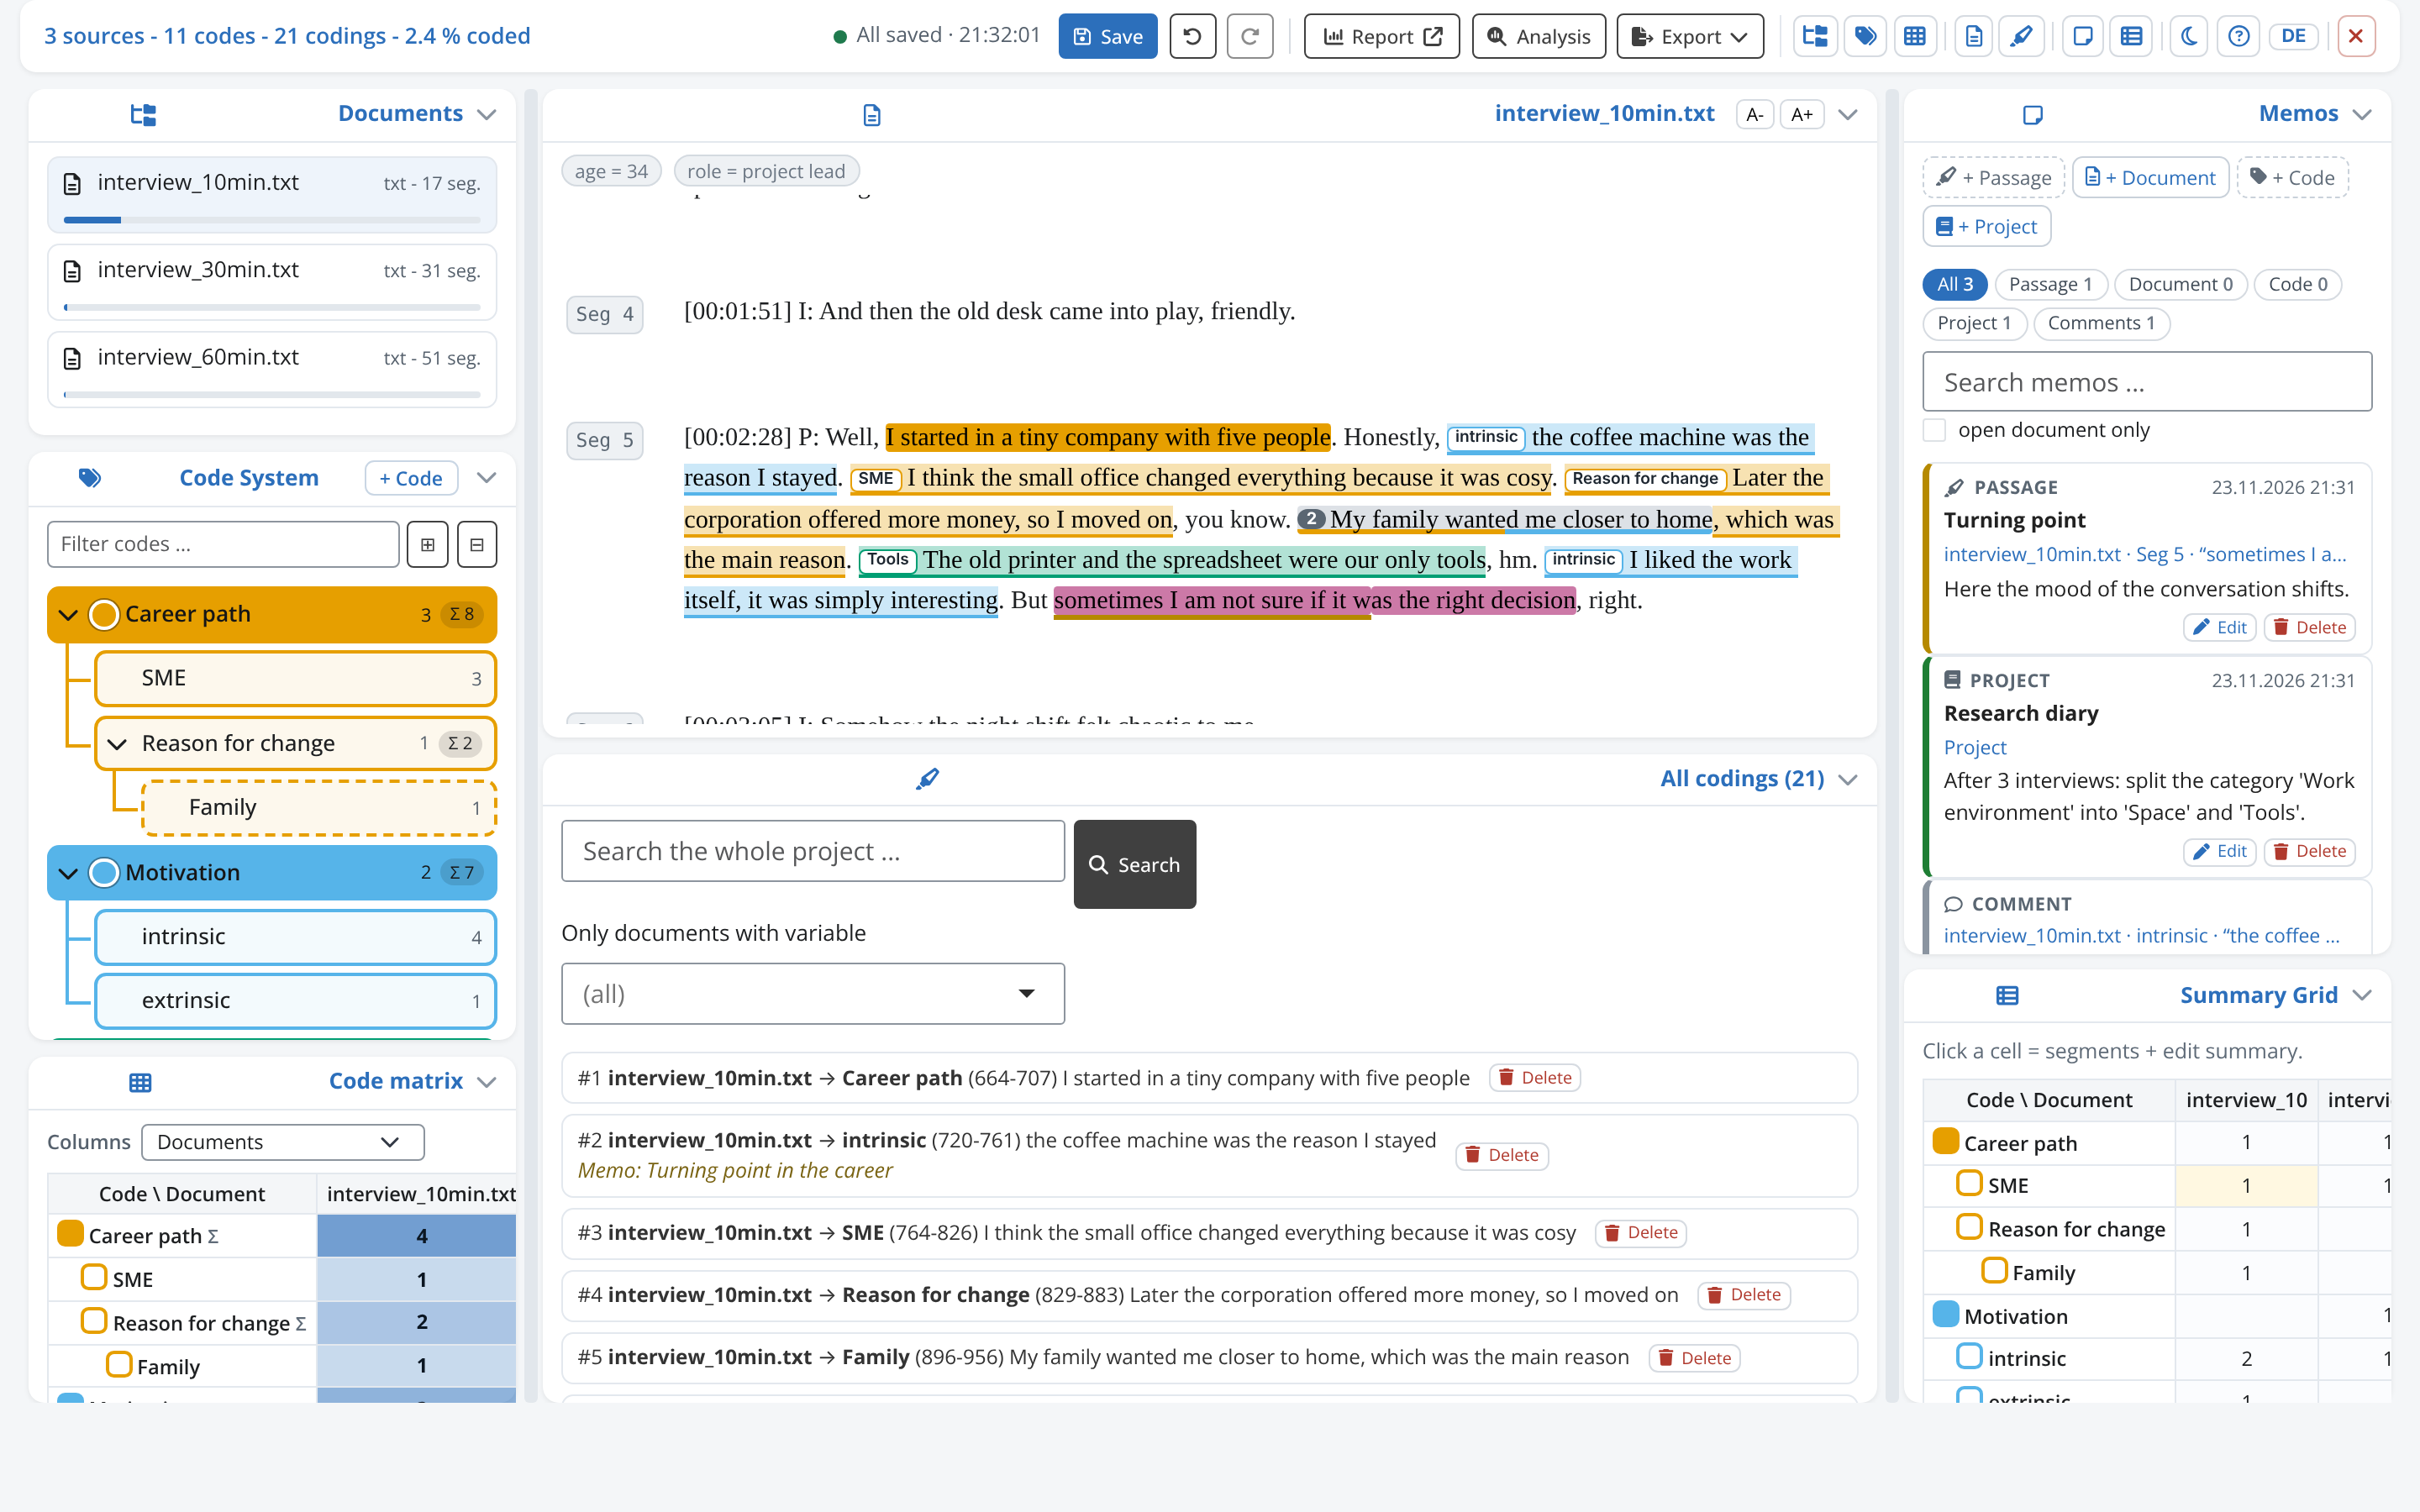 3 sources - 11 codes - 21 codings - 2.4 % coded
All saved · 21:32:01
Save
Report
Analysis
Export
DE
Documents
interview_10min.txt txt - 17 seg.
interview_30min.txt txt - 31 seg.
interview_60min.txt txt - 51 seg.
Code System
+ Code
Filter codes ...
Career path 3 Σ 8
SME 3
Reason for change 1 Σ 2
Family 1
Motivation 2 Σ 7
intrinsic 4
extrinsic 1
Code matrix
Columns Documents
Code \ Document interview_10min.txt
Career path Σ 4
SME 1
Reason for change Σ 2
Family 1
interview_10min.txt A- A+
age = 34 role = project lead
Seg 4 [00:01:51] I: And then the old desk came into play, friendly.
Seg 5 [00:02:28] P: Well, I started in a tiny company with five people. Honestly, intrinsic the coffee machine was the
reason I stayed. SME I think the small office changed everything because it was cosy. Reason for change Later the
corporation offered more money, so I moved on, you know. 2 My family wanted me closer to home, which was
the main reason. Tools The old printer and the spreadsheet were our only tools, hm. intrinsic I liked the work
itself, it was simply interesting. But sometimes I am not sure if it was the right decision, right.
[00:03:05] I: Somehow the night shift felt chaotic to me.
All codings (21)
Search the whole project ...
Search
Only documents with variable
(all)
#1 interview_10min.txt → Career path (664-707) I started in a tiny company with five people Delete
#2 interview_10min.txt → intrinsic (720-761) the coffee machine was the reason I stayed Delete
Memo: Turning point in the career
#3 interview_10min.txt → SME (764-826) I think the small office changed everything because it was cosy Delete
#4 interview_10min.txt → Reason for change (829-883) Later the corporation offered more money, so I moved on Delete
#5 interview_10min.txt → Family (896-956) My family wanted me closer to home, which was the main reason Delete
Memos
+ Passage + Document + Code
+ Project
All 3 Passage 1 Document 0 Code 0
Project 1 Comments 1
Search memos ...
open document only
PASSAGE 23.11.2026 21:31
Turning point
interview_10min.txt · Seg 5 · “sometimes I a...
Here the mood of the conversation shifts.
Edit Delete
PROJECT 23.11.2026 21:31
Research diary
Project
After 3 interviews: split the category 'Work
environment' into 'Space' and 'Tools'.
Edit Delete
COMMENT
interview_10min.txt · intrinsic · “the coffee ...
Summary Grid
Click a cell = segments + edit summary.
Code \ Document interview_10 intervi
Career path 1 1
SME 1 1
Reason for change 1
Family 1
Motivation 1
intrinsic 2 1
extrinsic 1